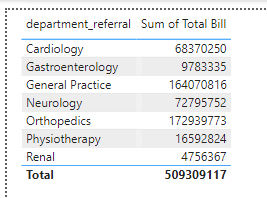 department_referral Sum of Total Bill
Cardiology 68370250
Gastroenterology 9783335
General Practice 164070816
Neurology 72795752
Orthopedics 172939773
Physiotherapy 16592824
Renal 4756367
Total 509309117